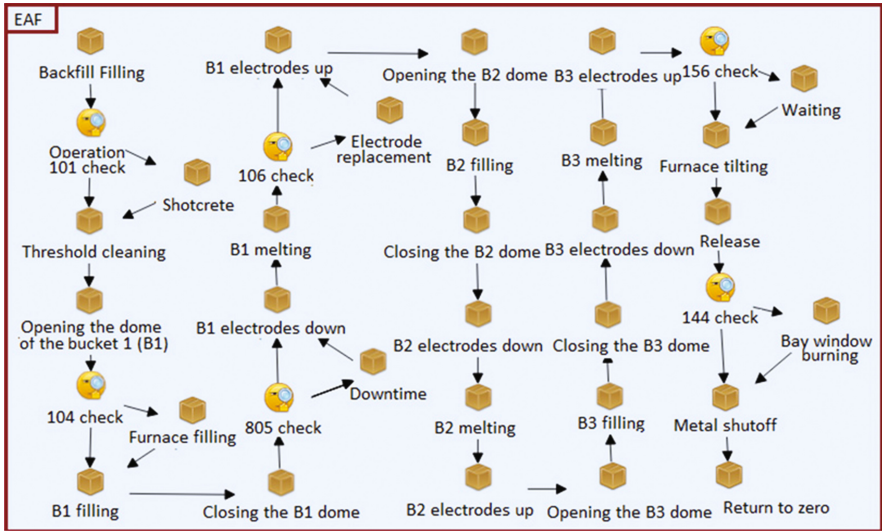 EAF
Backfill Filling
Operation
101 check
Shotcrete
Threshold cleaning
Opening the dome
of the bucket 1 (B1)
104 check
Furnace filling
B1 filling
Closing the B1 dome
805 check
Downtime
B1 electrodes down
B1 melting
106 check
Electrode
replacement
B1 electrodes up
Opening the B2 dome
B2 filling
Closing the B2 dome
B2 electrodes down
B2 melting
B2 electrodes up
Opening the B3 dome
B3 filling
Closing the B3 dome
B3 electrodes down
B3 melting
B3 electrodes up
156 check
Waiting
Furnace tilting
Release
144 check
Bay window
burning
Metal shutoff
Return to zero